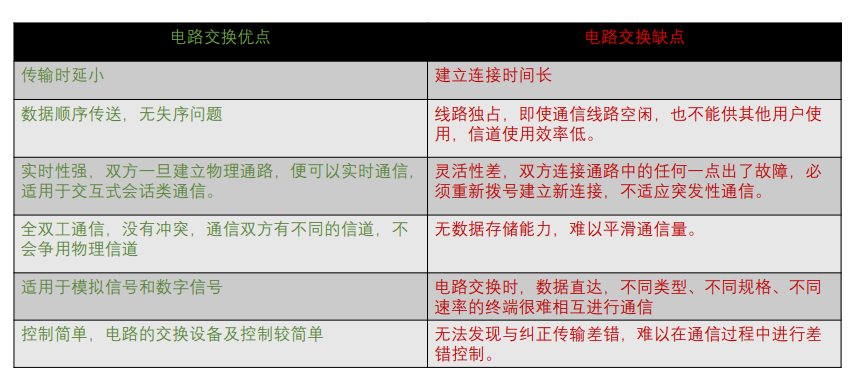 电路交换优点
电路交换缺点
传输时延小
建立连接时间长
数据顺序传送，无失序问题
线路独占，即使通信线路空闲，也不能供其他用户使
用，信道使用效率低。
实时性强，双方一旦建立物理通路，便可以实时通信，
适用于交互式会话类通信。
灵活性差，双方连接通路中的任何一点出了故障，必
须重新拨号建立新连接，不适应突发性通信。
全双工通信，没有冲突，通信双方有不同的信道，不
会争用物理信道
无数据存储能力，难以平滑通信量。
适用于模拟信号和数字信号
电路交换时，数据直达，不同类型、不同规格、不同
速率的终端很难相互进行通信
控制简单，电路的交换设备及控制较简单
无法发现与纠正传输差错，难以在通信过程中进行差
错控制。